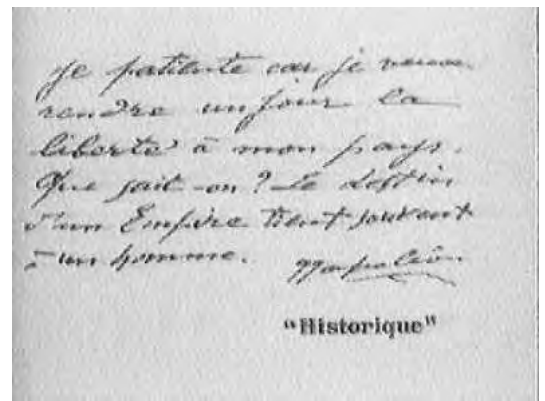 je patiente car je veux
rendre un jour la
liberté à mon pays.
Que sait-on? Le destin
d'un Empire tient souvent
à un homme. Napoléon
"Historique"